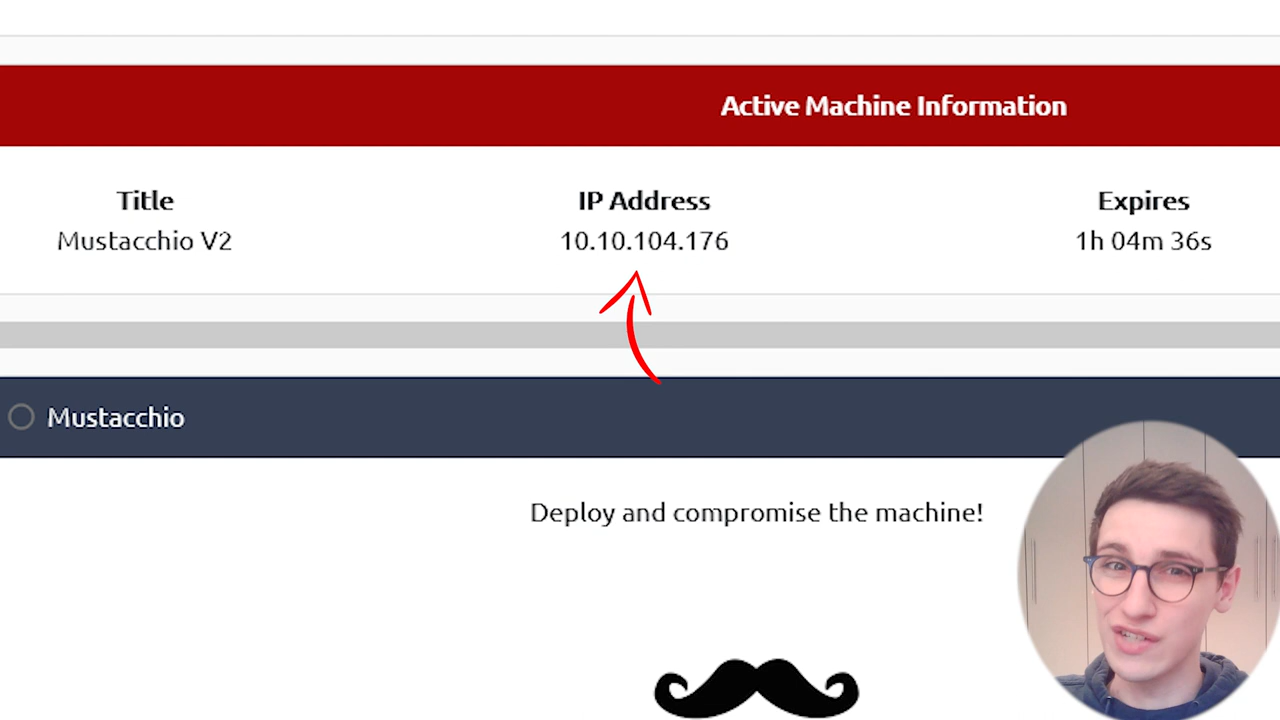 Active Machine Information
Title IP Address Expires
Mustacchio V2 10.10.104.176 1h 04m 36s
Mustacchio
Deploy and compromise the machine!